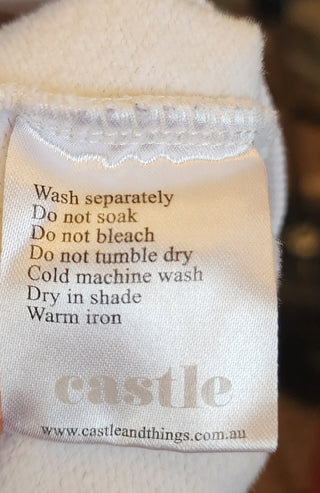 Wash separately
Do not soak
Do not bleach
Do not tumble dry
Cold machine wash
Dry in shade
Warm iron
castle
www.castleandthings.com.au